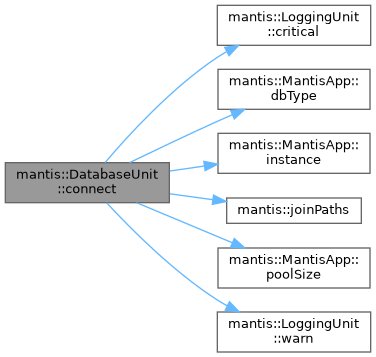 mantis::DatabaseUnit
::connect
mantis::LoggingUnit
::critical
mantis::MantisApp::
dbType
mantis::MantisApp::
instance
mantis::joinPaths
mantis::MantisApp::
poolSize
mantis::LoggingUnit
::warn